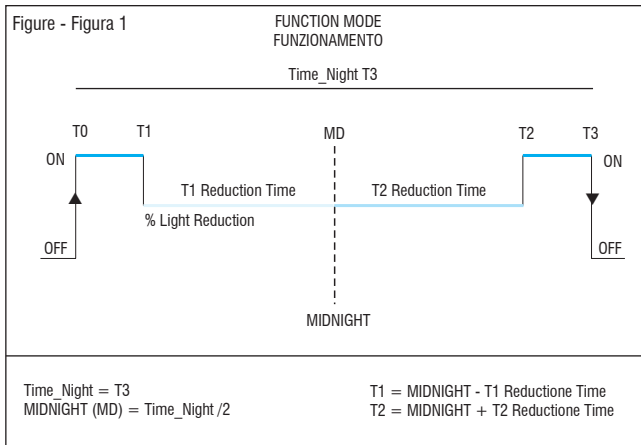 Figure - Figura 1
FUNCTION MODE
FUNZIONAMENTO
Time_Night T3
T0 T1 MD T2 T3
ON ON
T1 Reduction Time T2 Reduction Time
% Light Reduction
OFF OFF
MIDNIGHT
Time_Night = T3
MIDNIGHT (MD) = Time_Night /2
T1 = MIDNIGHT - T1 Reductione Time
T2 = MIDNIGHT + T2 Reductione Time